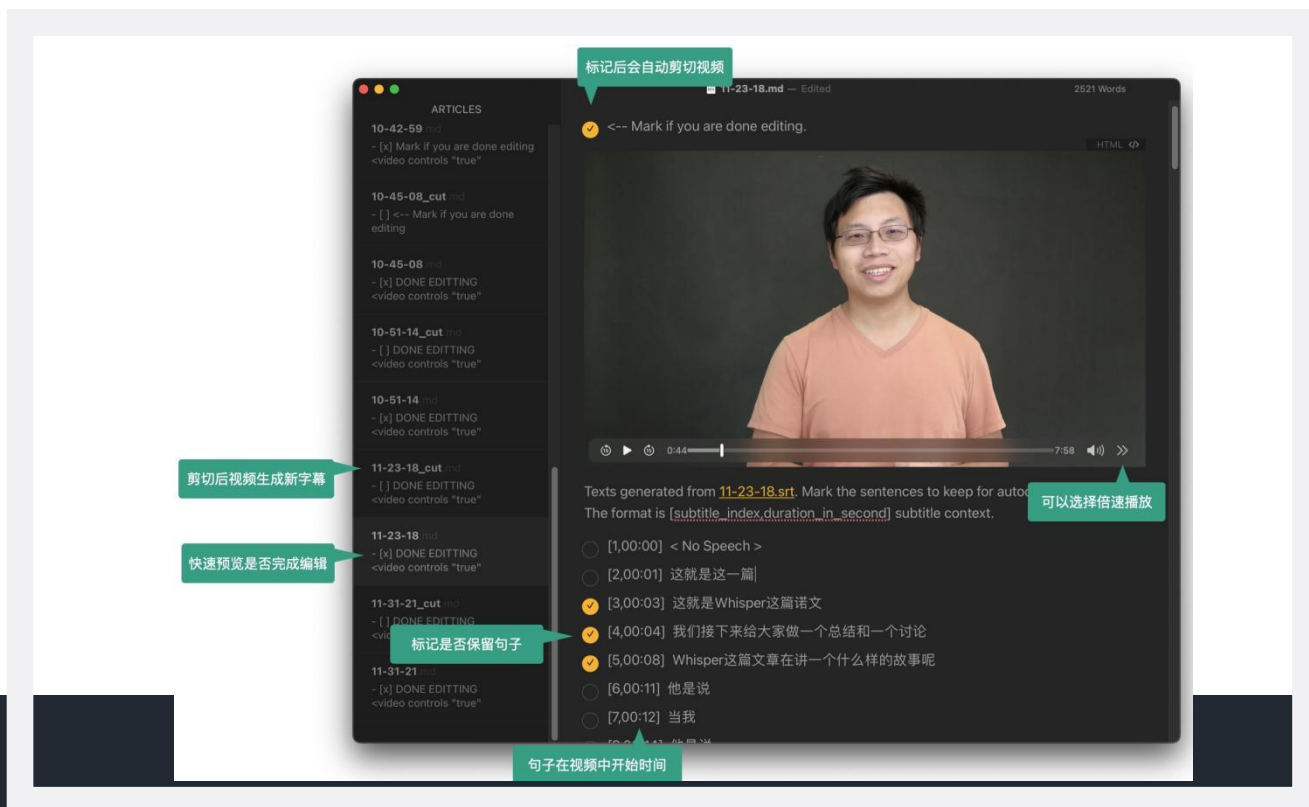 标记后会自动剪切视频
ARTICLES
11-23-18.md — Edited
2521 Words
10-42-59.md
- [x] Mark if you are done editing
<video controls "true"
10-45-08_cut.md
- [ ] <-- Mark if you are done
editing
10-45-08.md
- [x] DONE EDITTING
<video controls "true"
10-51-14_cut.md
- [ ] DONE EDITTING
<video controls "true"
10-51-14.md
- [x] DONE EDITTING
<video controls "true"
剪切后视频生成新字幕
11-23-18_cut.md
- [ ] DONE EDITTING
<video controls "true"
快速预览是否完成编辑
11-23-18.md
- [x] DONE EDITTING
<video controls "true"
11-31-21_cut.md
- [ ] DONE EDITTING
标记是否保留句子
11-31-21.md
- [x] DONE EDITTING
<video controls "true"
<-- Mark if you are done editing.
HTML </>
0:44
7:58
可以选择倍速播放
Texts generated from 11-23-18.srt. Mark the sentences to keep for
The format is [subtitle_index,duration_in_second] subtitle context.
[1,00:00] < No Speech >
[2,00:01] 这就是这一篇
[3,00:03] 这就是Whisper这篇诺文
[4,00:04] 我们接下来给大家做一个总结和一个讨论
[5,00:08] Whisper这篇文章在讲一个什么样的故事呢
[6,00:11] 他是说
[7,00:12] 当我
句子在视频中开始时间